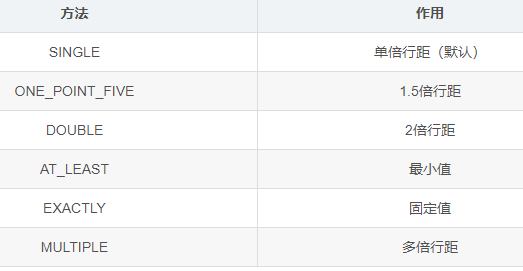 方法 作用
SINGLE 单倍行距（默认）
ONE_POINT_FIVE 1.5倍行距
DOUBLE 2倍行距
AT_LEAST 最小值
EXACTLY 固定值
MULTIPLE 多倍行距